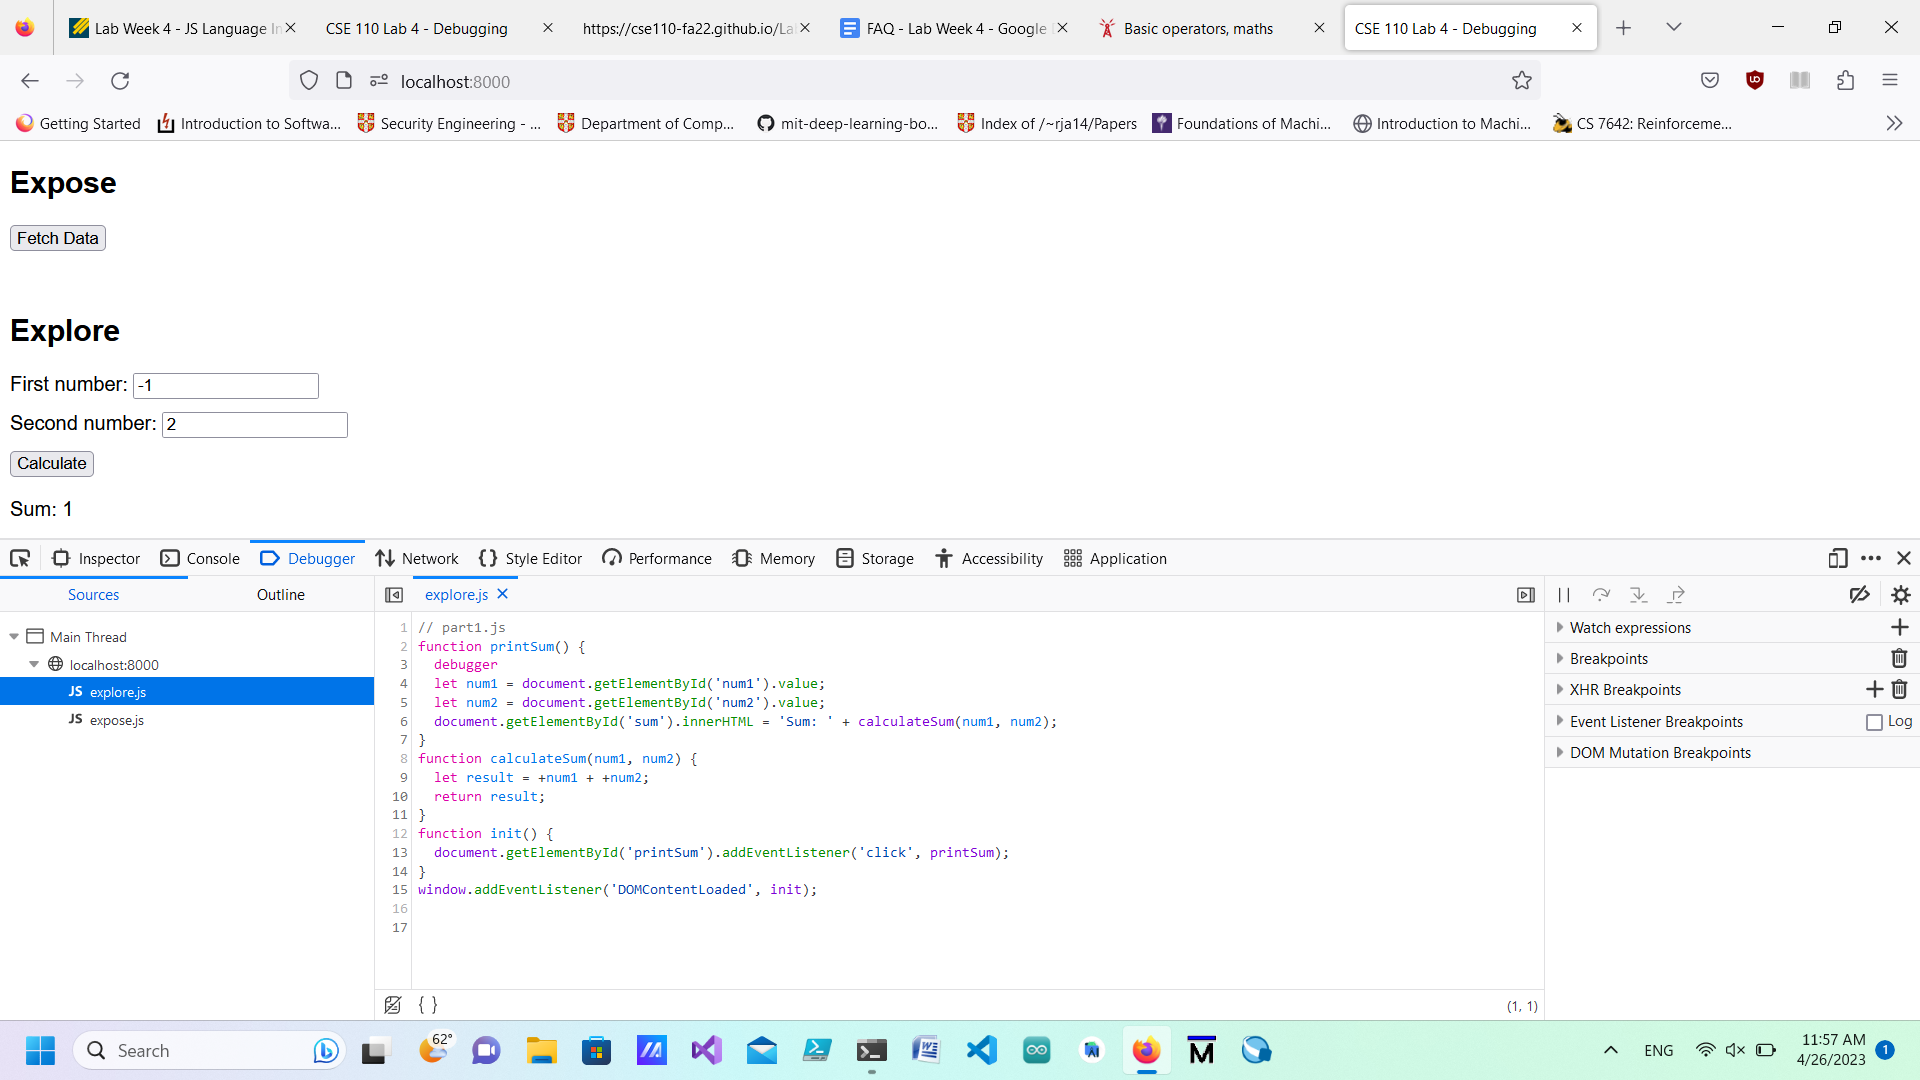 Lab Week 4 - JS Language In
CSE 110 Lab 4 - Debugging
https://cse110-fa22.github.io/La
FAQ - Lab Week 4 - Google
Basic operators, maths
CSE 110 Lab 4 - Debugging
localhost:8000
Getting Started
Introduction to Softwa...
Security Engineering - ...
Department of Comp...
mit-deep-learning-bo...
Index of /~rja14/Papers
Foundations of Machi...
Introduction to Machi...
CS 7642: Reinforceme...
Expose
Fetch Data
Explore
First number: -1
Second number: 2
Calculate
Sum: 1
Inspector
Console
Debugger
Network
Style Editor
Performance
Memory
Storage
Accessibility
Application
Sources
Outline
Main Thread
localhost:8000
JS explore.js
JS expose.js
explore.js
1 // part1.js
2 function printSum() {
3   debugger
4   let num1 = document.getElementById('num1').value;
5   let num2 = document.getElementById('num2').value;
6   document.getElementById('sum').innerHTML = 'Sum: ' + calculateSum(num1, num2);
7 }
8 function calculateSum(num1, num2) {
9   let result = +num1 + +num2;
10   return result;
11 }
12 function init() {
13   document.getElementById('printSum').addEventListener('click', printSum);
14 }
15 window.addEventListener('DOMContentLoaded', init);
16
17
{ }
(1, 1)
Watch expressions
Breakpoints
XHR Breakpoints
Event Listener Breakpoints
Log
DOM Mutation Breakpoints
Search
62°
ENG
11:57 AM
4/26/2023
1